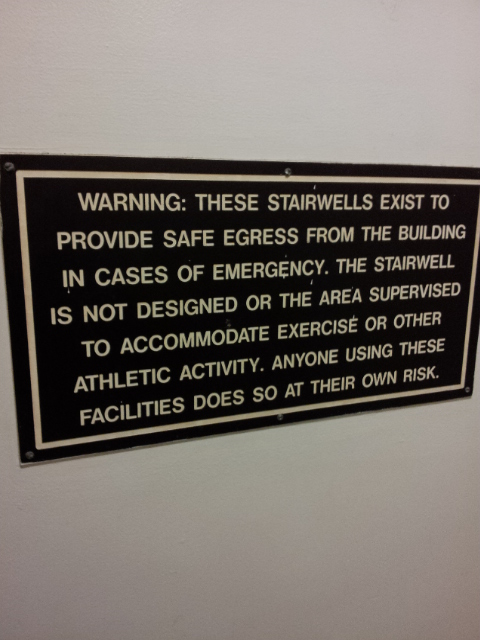 WARNING: THESE STAIRWELLS EXIST TO
PROVIDE SAFE EGRESS FROM THE BUILDING
IN CASES OF EMERGENCY. THE STAIRWELL
IS NOT DESIGNED OR THE AREA SUPERVISED
TO ACCOMMODATE EXERCISE OR OTHER
ATHLETIC ACTIVITY. ANYONE USING THESE
FACILITIES DOES SO AT THEIR OWN RISK.